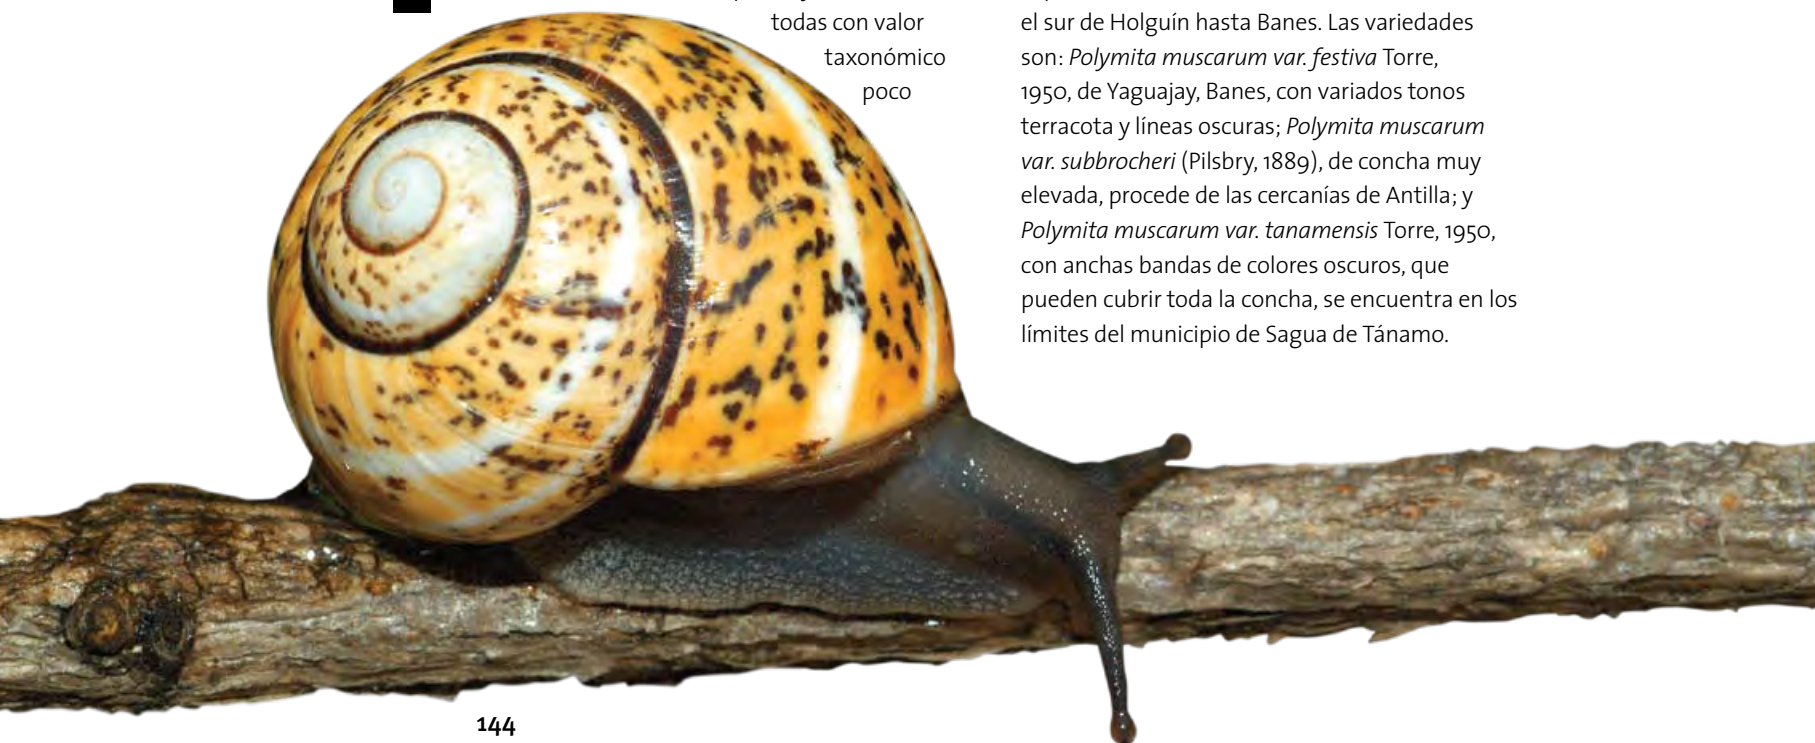 todas con valor
taxonómico
poco
el sur de Holguín hasta Banes. Las variedades
son: Polymita muscarum var. festiva Torre,
1950, de Yaguajay, Banes, con variados tonos
terracota y líneas oscuras; Polymita muscarum
var. subbrocheri (Pilsbry, 1889), de concha muy
elevada, procede de las cercanías de Antilla; y
Polymita muscarum var. tanamensis Torre, 1950,
con anchas bandas de colores oscuros, que
pueden cubrir toda la concha, se encuentra en los
límites del municipio de Sagua de Tánamo.
144